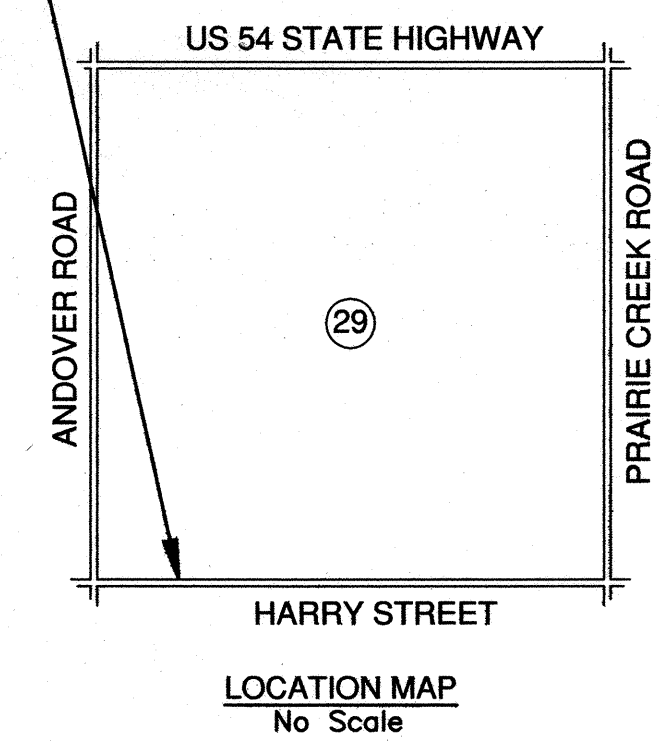 US 54 STATE HIGHWAY
ANDOVER ROAD
29
PRAIRIE CREEK ROAD
HARRY STREET
LOCATION MAP
No Scale